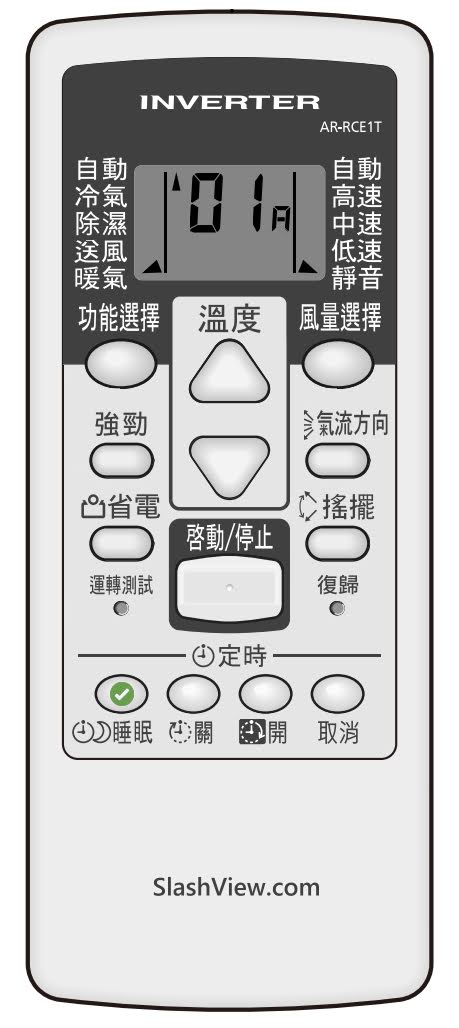 INVERTER
AR-RCE1T
自動
冷氣
除濕
送風
暖氣
01A
自動
高速
中速
低速
靜音
功能選擇
溫度
風量選擇
強勁
氣流方向
省電
啓動/停止
搖擺
運轉測試
復歸
定時
睡眠
關
開
取消
SlashView.com